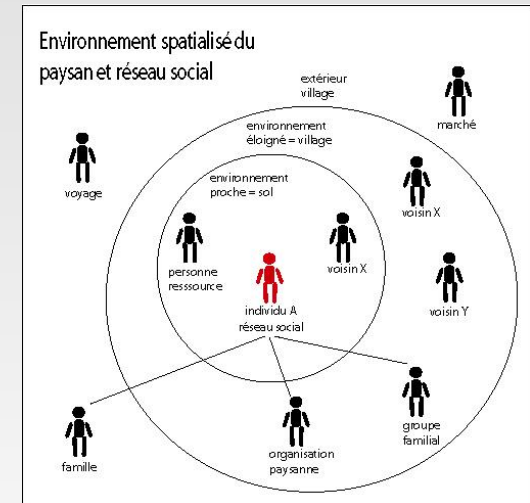 Environnement spatialisé du
paysan et réseau social
extérieur
village
marché
environnement
éloigné = village
voyage
environnement
proche = sol
voisin X
personne
resssource
voisin X
individu A
réseau social
voisin Y
groupe
familial
famille
organisation
paysanne